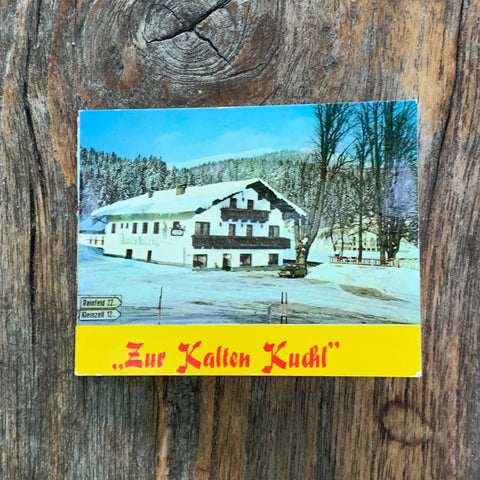 Rainfeld 22.
Kleinzell 12.
„Zur Kalten Kuchl"